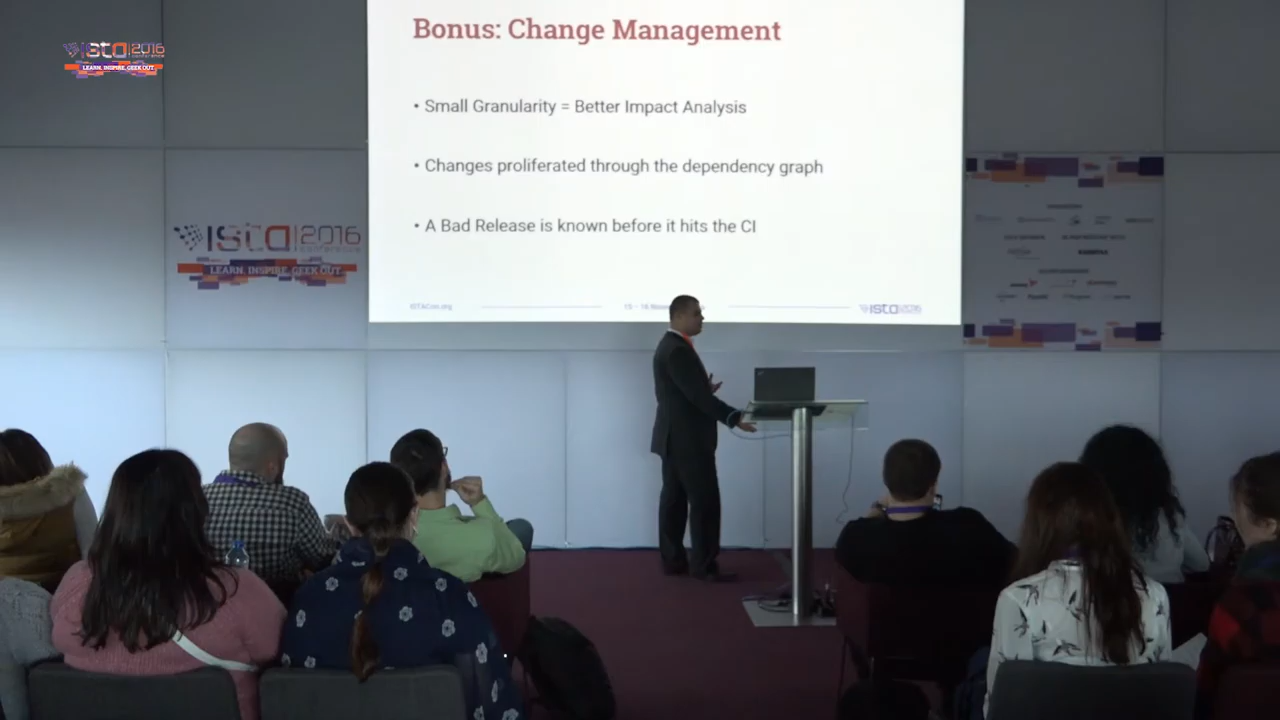 ista 2016
conference
LEARN. INSPIRE. GEEK OUT.
Bonus: Change Management
• Small Granularity = Better Impact Analysis
• Changes proliferated through the dependency graph
• A Bad Release is known before it hits the CI
ISTACon.org
ista 2016
ista 2016
conference
LEARN. INSPIRE. GEEK OUT.